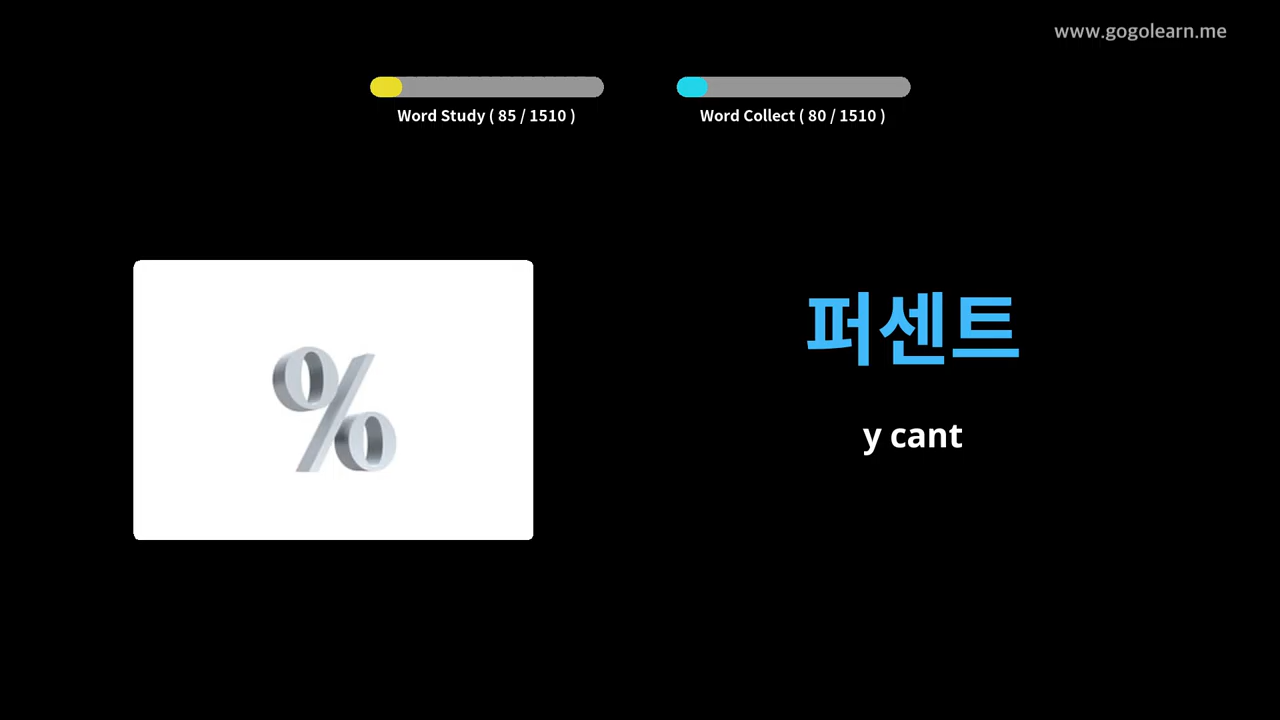 www.gogolearn.me
Word Study ( 85 / 1510 )
Word Collect ( 80 / 1510 )
%
퍼센트
y cant